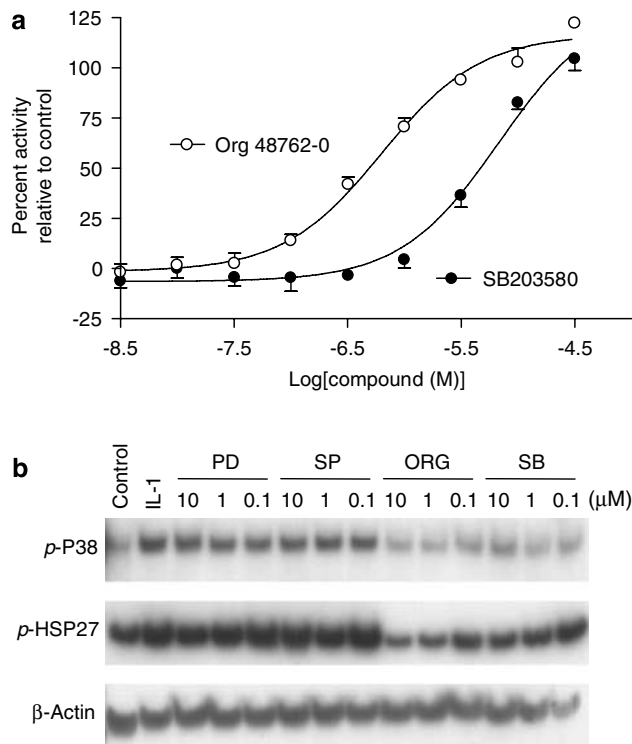 a
125
100
75
50
25
0
-25
Percent activity
relative to control
Org 48762-0
SB203580
-8.5 -7.5 -6.5 -5.5 -4.5
Log[compound (M)]
b
Control IL-1 PD SP ORG SB
10 1 0.1 10 1 0.1 10 1 0.1 10 1 0.1 (μM)
p-P38
p-HSP27
β-Actin